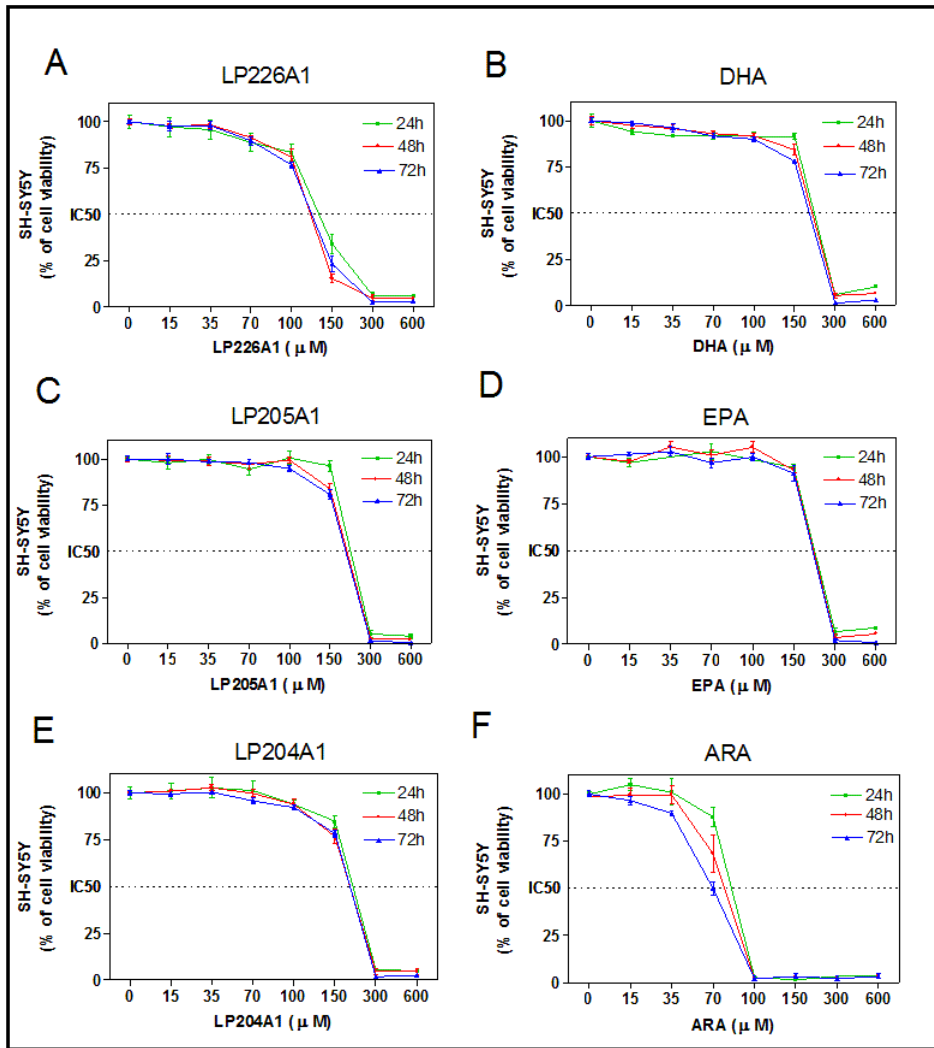 A
LP226A1
100
75
IC50
25
0
SH-SY5Y
(% of cell viability)
24h
48h
72h
0 15 35 70 100 150 300 600
LP226A1 ( μ M)
B
DHA
100
75
IC50
25
0
SH-SY5Y
(% of cell viability)
24h
48h
72h
0 15 35 70 100 150 300 600
DHA ( μ M)
C
LP205A1
100
75
IC50
25
0
SH-SY5Y
(% of cell viability)
24h
48h
72h
0 15 35 70 100 150 300 600
LP205A1 ( μ M)
D
EPA
100
75
IC50
25
0
SH-SY5Y
(% of cell viability)
24h
48h
72h
0 15 35 70 100 150 300 600
EPA ( μ M)
E
LP204A1
100
75
IC50
25
0
SH-SY5Y
(% of cell viability)
24h
48h
72h
0 15 35 70 100 150 300 600
LP204A1 ( μ M)
F
ARA
100
75
IC50
25
0
SH-SY5Y
(% of cell viability)
24h
48h
72h
0 15 35 70 100 150 300 600
ARA ( μ M)